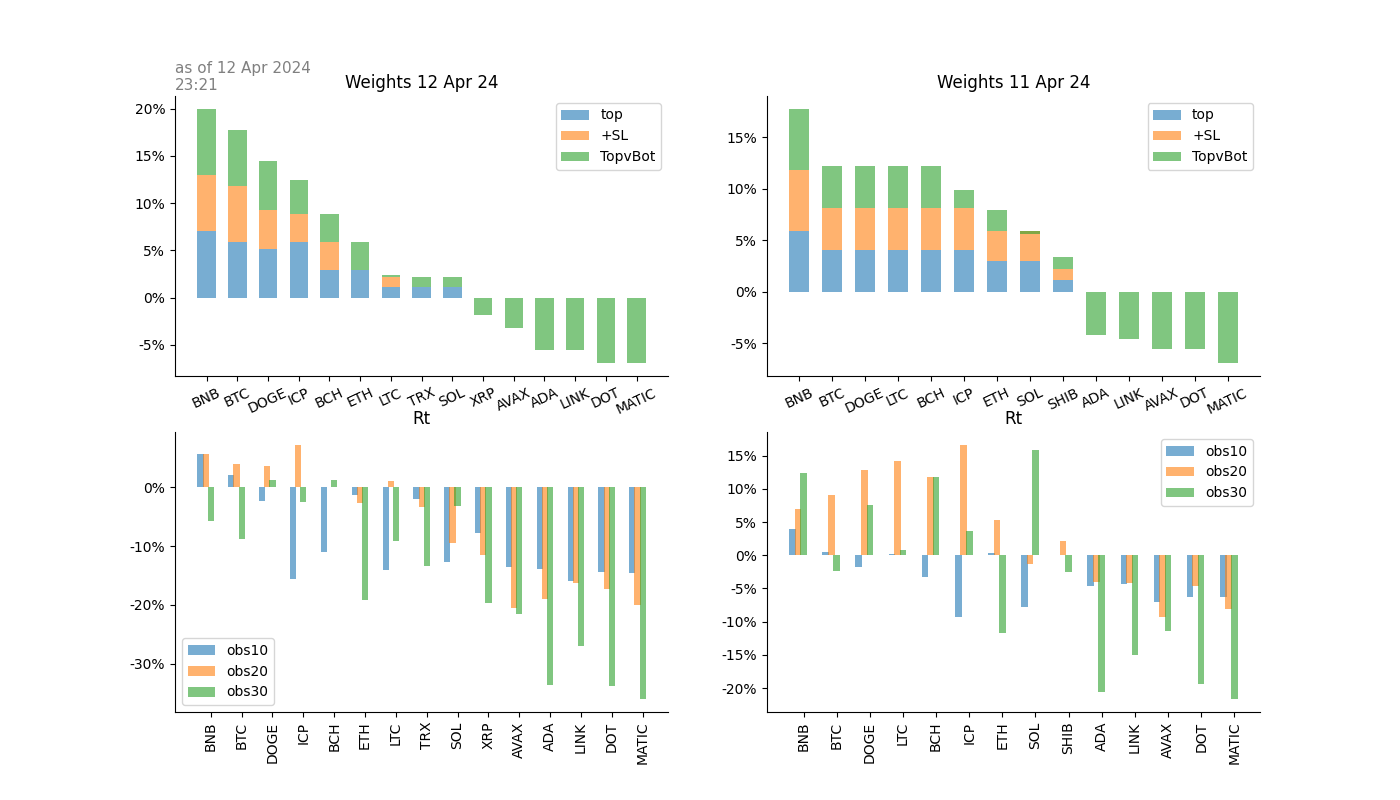 as of 12 Apr 2024
23:21
Weights 12 Apr 24
20%
15%
10%
5%
0%
-5%
top
+SL
TopvBot
BNB BTC DOGE ICP BCH ETH LTC TRX SOL XRP AVAX ADA LINK DOT MATIC
Weights 11 Apr 24
15%
10%
5%
0%
-5%
top
+SL
TopvBot
BNB BTC DOGE LTC BCH ICP ETH SOL SHIB ADA LINK AVAX DOT MATIC
Rt
0%
-10%
-20%
-30%
obs10
obs20
obs30
BNB BTC DOGE ICP BCH ETH LTC TRX SOL XRP AVAX ADA LINK DOT MATIC
Rt
15%
10%
5%
0%
-5%
-10%
-15%
-20%
obs10
obs20
obs30
BNB BTC DOGE LTC BCH ICP ETH SOL SHIB ADA LINK AVAX DOT MATIC